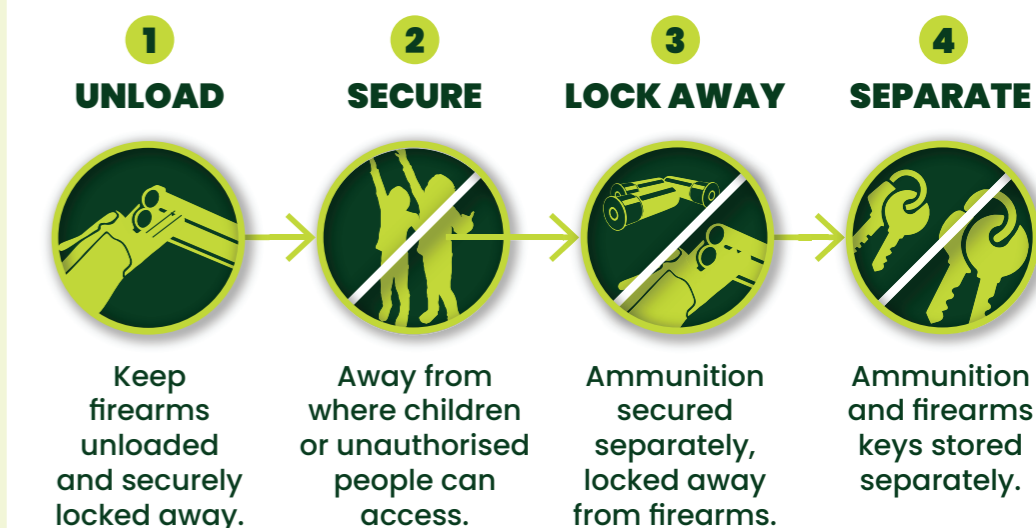 1
UNLOAD
Keep
firearms
unloaded
and securely
locked away.
2
SECURE
Away from
where children
or unauthorised
people can
access.
3
LOCK AWAY
Ammunition
secured
separately,
locked away
from firearms.
4
SEPARATE
Ammunition
and firearms
keys stored
separately.